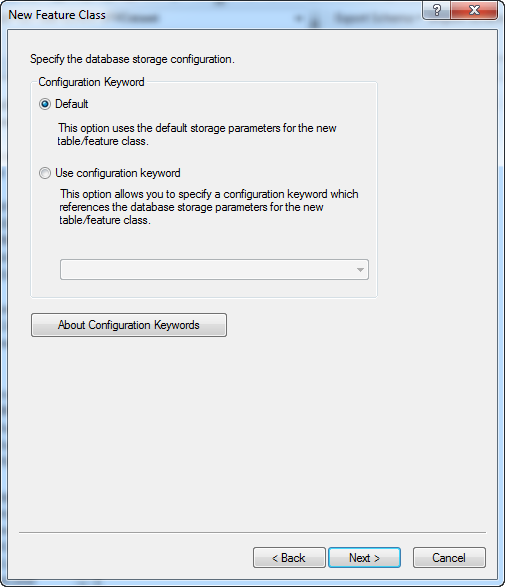 New Feature Class
?
Specify the database storage configuration.
Configuration Keyword
Default
This option uses the default storage parameters for the new
table/feature class.
Use configuration keyword
This option allows you to specify a configuration keyword which
references the database storage parameters for the new
table/feature class.
About Configuration Keywords
< Back
Next >
Cancel